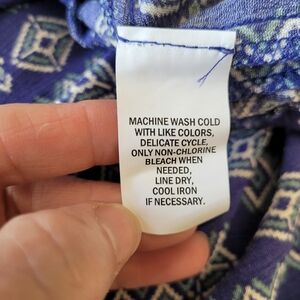 MACHINE WASH COLD
WITH LIKE COLORS,
DELICATE CYCLE,
ONLY NON-CHLORINE
BLEACH WHEN
NEEDED,
LINE DRY,
COOL IRON
IF NECESSARY.